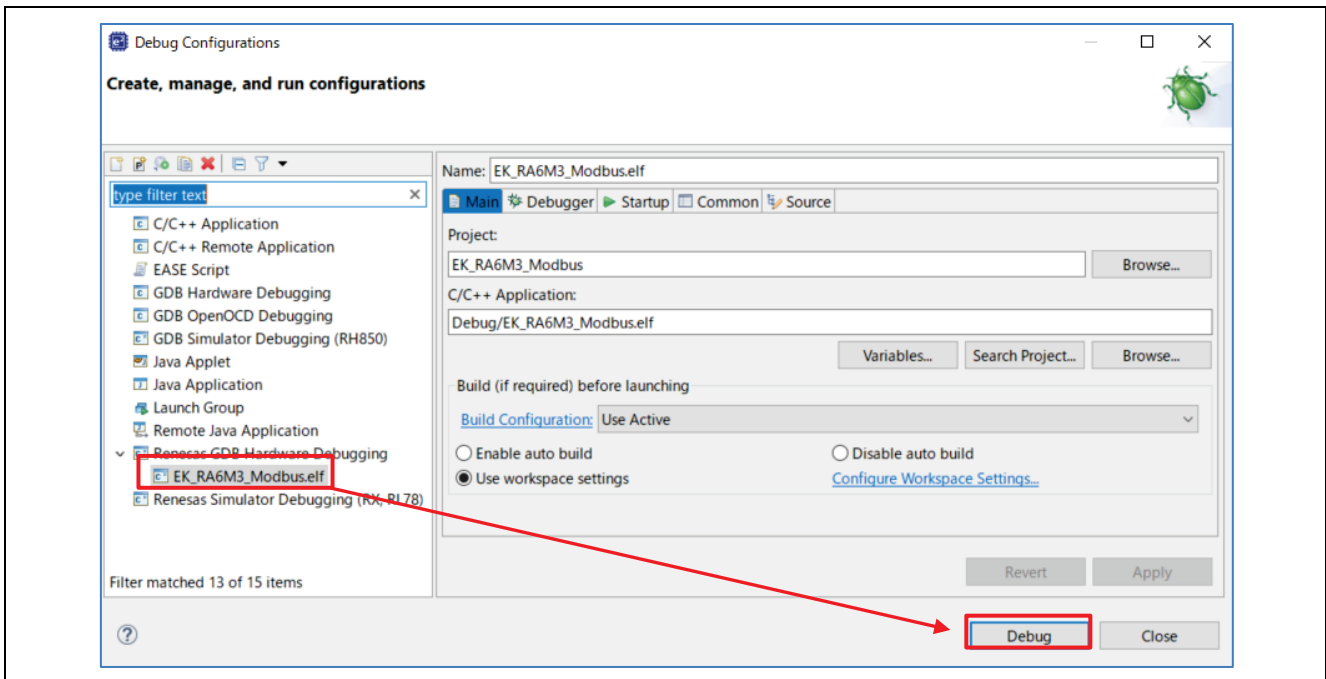 Debug Configurations
Create, manage, and run configurations
type filter text
C/C++ Application
C/C++ Remote Application
EASE Script
GDB Hardware Debugging
GDB OpenOCD Debugging
GDB Simulator Debugging (RH850)
Java Applet
Java Application
Launch Group
Remote Java Application
Renesas GDB Hardware Debugging
EK_RA6M3_Modbus.elf
Renesas Simulator Debugging (RX, RL78)
Filter matched 13 of 15 items
Name: EK_RA6M3_Modbus.elf
Main Debugger Startup Common Source
Project:
EK_RA6M3_Modbus Browse...
C/C++ Application:
Debug/EK_RA6M3_Modbus.elf
Variables... Search Project... Browse...
Build (if required) before launching
Build Configuration: Use Active
Enable auto build Disable auto build
Use workspace settings Configure Workspace Settings...
Revert Apply
Debug Close